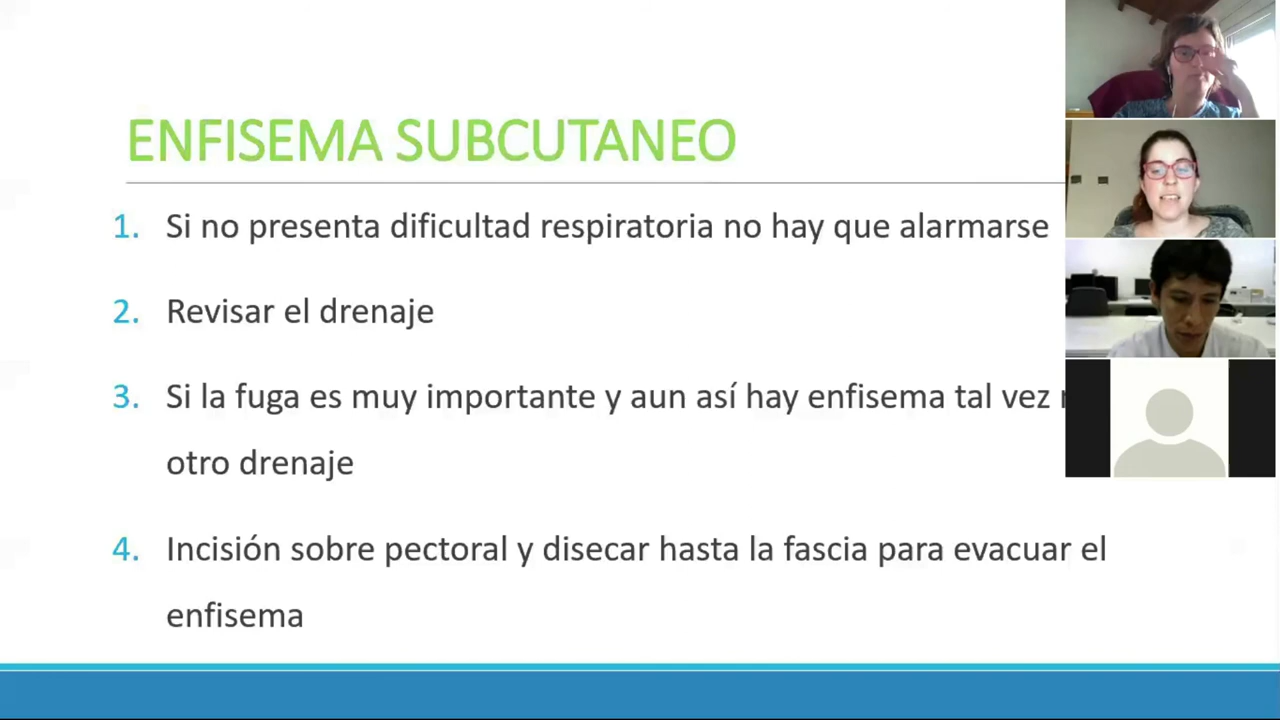 ENFISEMA SUBCUTANEO
1. Si no presenta dificultad respiratoria no hay que alarmarse
2. Revisar el drenaje
3. Si la fuga es muy importante y aun así hay enfisema tal vez
otro drenaje
4. Incisión sobre pectoral y disecar hasta la fascia para evacuar el
enfisema